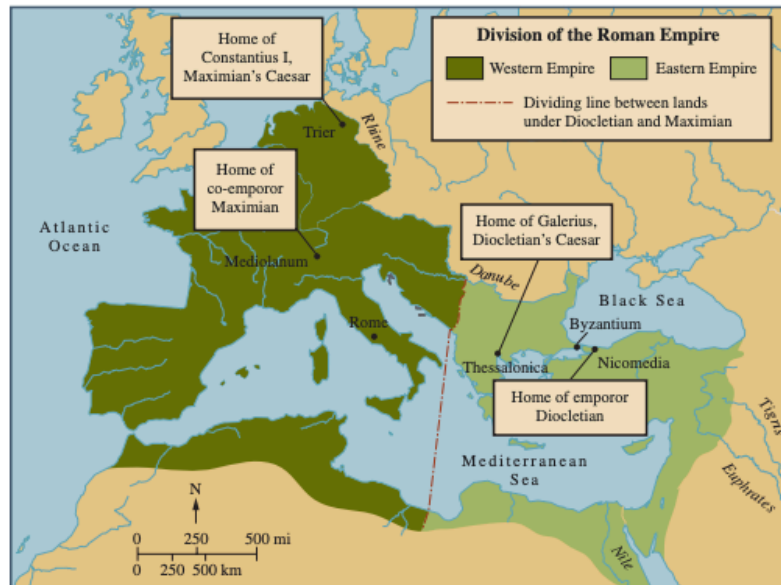 Home of
Constantius I,
Maximian's Caesar
Division of the Roman Empire
Western Empire
Eastern Empire
Dividing line between lands
under Diocletian and Maximian
Rhine
Trier
Home of
co-emporor
Maximian
Atlantic
Ocean
Mediolanum
Home of Galerius,
Diocletian's Caesar
Danube
Black Sea
Byzantium
Rome
Thessalonica
Nicomedia
Home of emporor
Diocletian
Tigris
Euphrates
Mediterranean
Sea
Nile
N
0 250 500 mi
0 250 500 km